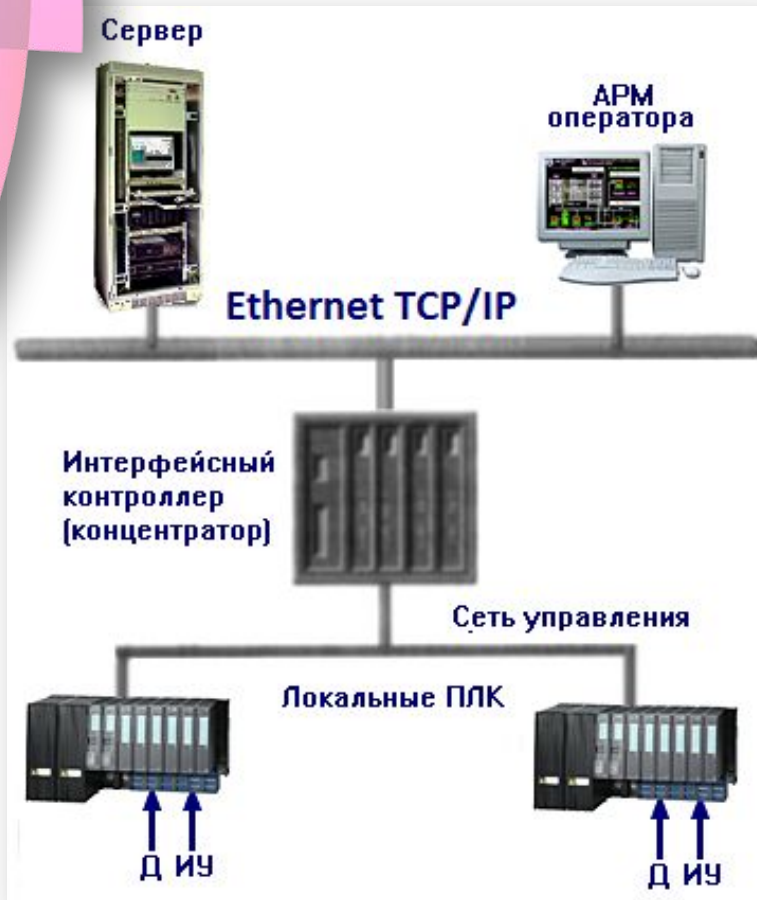 Сервер
АРМ
оператора
Ethernet TCP/IP
Интерфейсный
контроллер
(концентратор)
Сеть управления
Локальные ПЛК
Д ИУ
Д ИУ